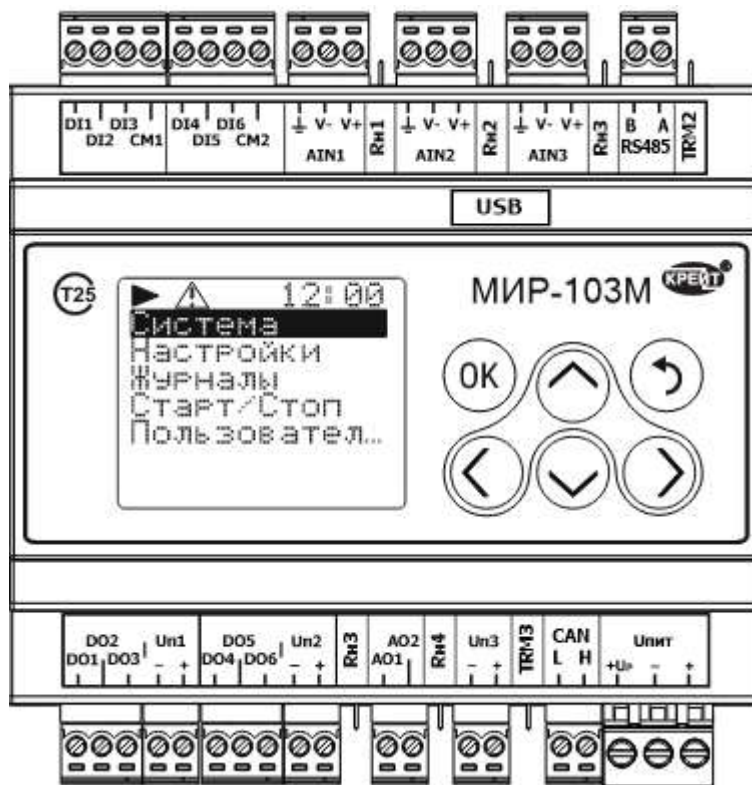 DI1 DI3 DI4 DI6 ⏚ V- V+ ⏚ V- V+ ⏚ V- V+ B A
DI2 CM1 DI5 CM2 AIN1 Rн1 AIN2 Rн2 AIN3 Rн3 RS485 TRM2
USB
T25
12:00
МИР-103М
КРЕЙТ®
Система
Настройки
Журналы
Старт/Стоп
Пользовател...
OK
DO2 Uп1 DO5 Uп2 Rн3 AO2 Rн4 Uп3 TRM3 CAN Uпит
DO1 DO3 - + DO4 DO6 - + AO1 - + L H +Up - +